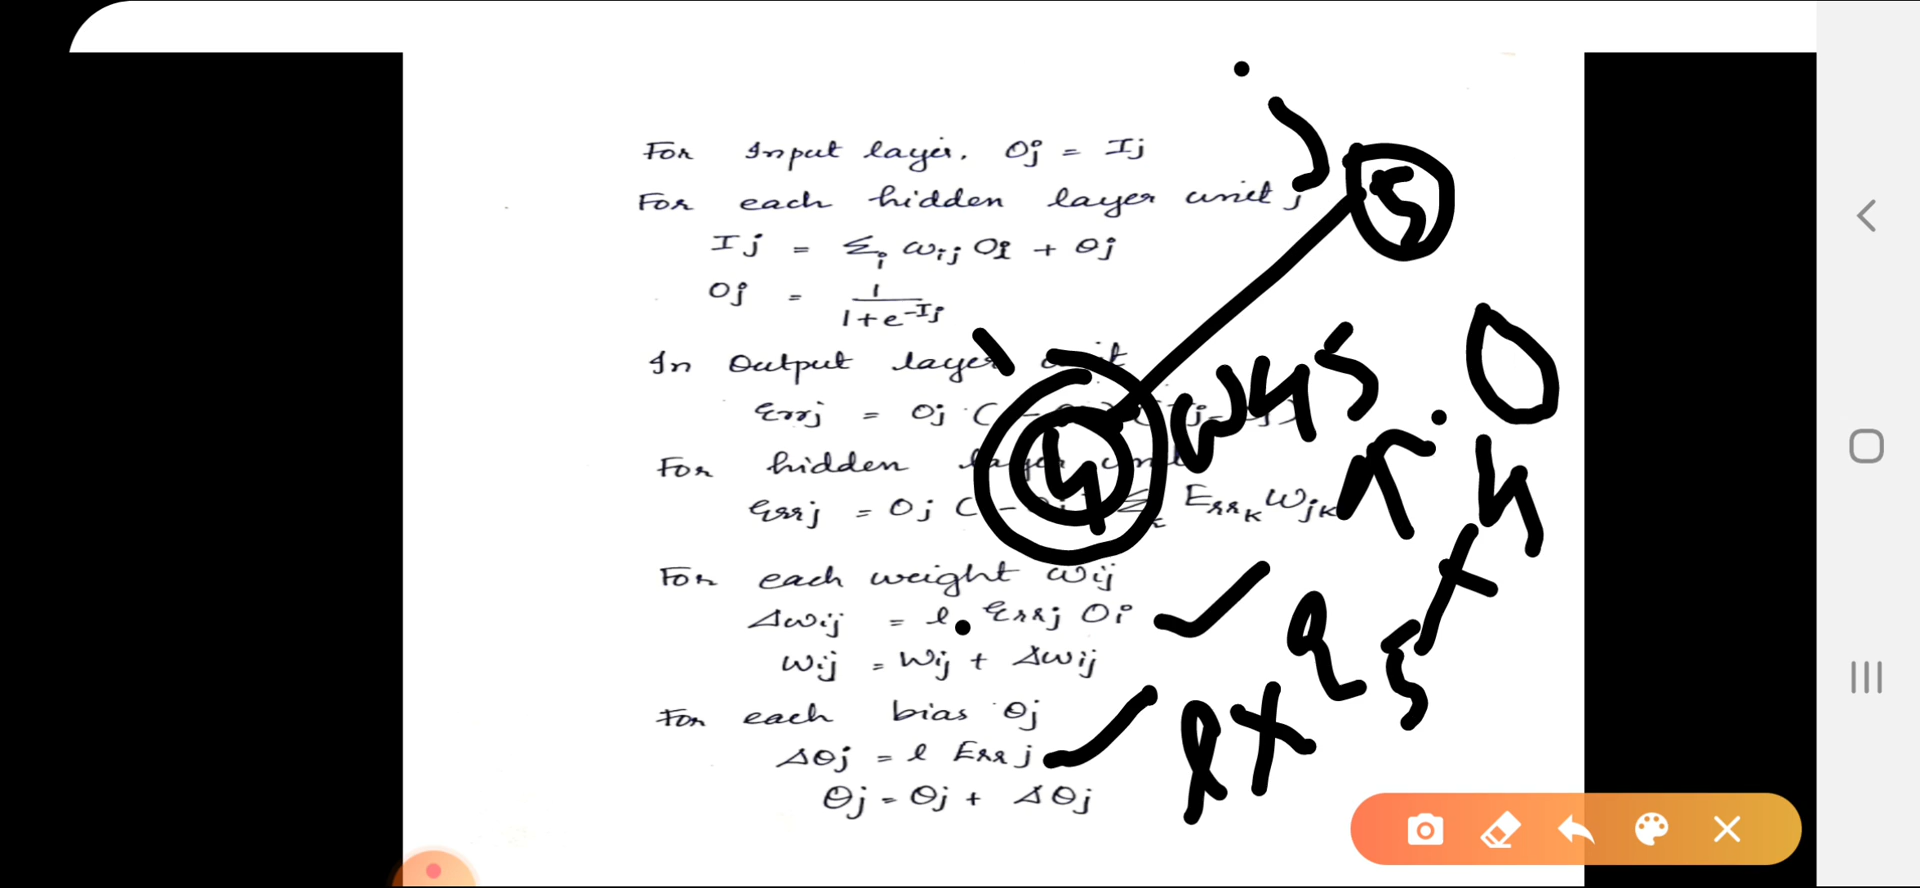 For Input layer, Oj = Ij
For each hidden layer unit j
Ij = Σi wij Oi + θj
Oj = 1 / 1+e^-Ij
In Output layer
Errj = Oj (
5
4
w45
For hidden
Errj = Oj ( Errk wjk
For each weight wij
Δwij = l. Errj Oi
wij = wij + Δwij
For each bias θj
Δθj = l Errj
θj = θj + Δθj